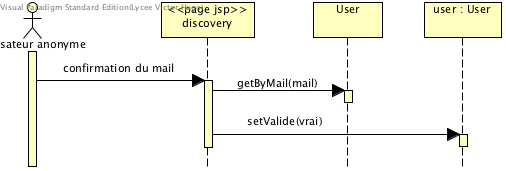 Visual Paradigm Standard Edition(Lycee Victor
<<page jsp>>
discovery
User
user : User
sateur anonyme
confirmation du mail
getByMail(mail)
setValide(vrai)